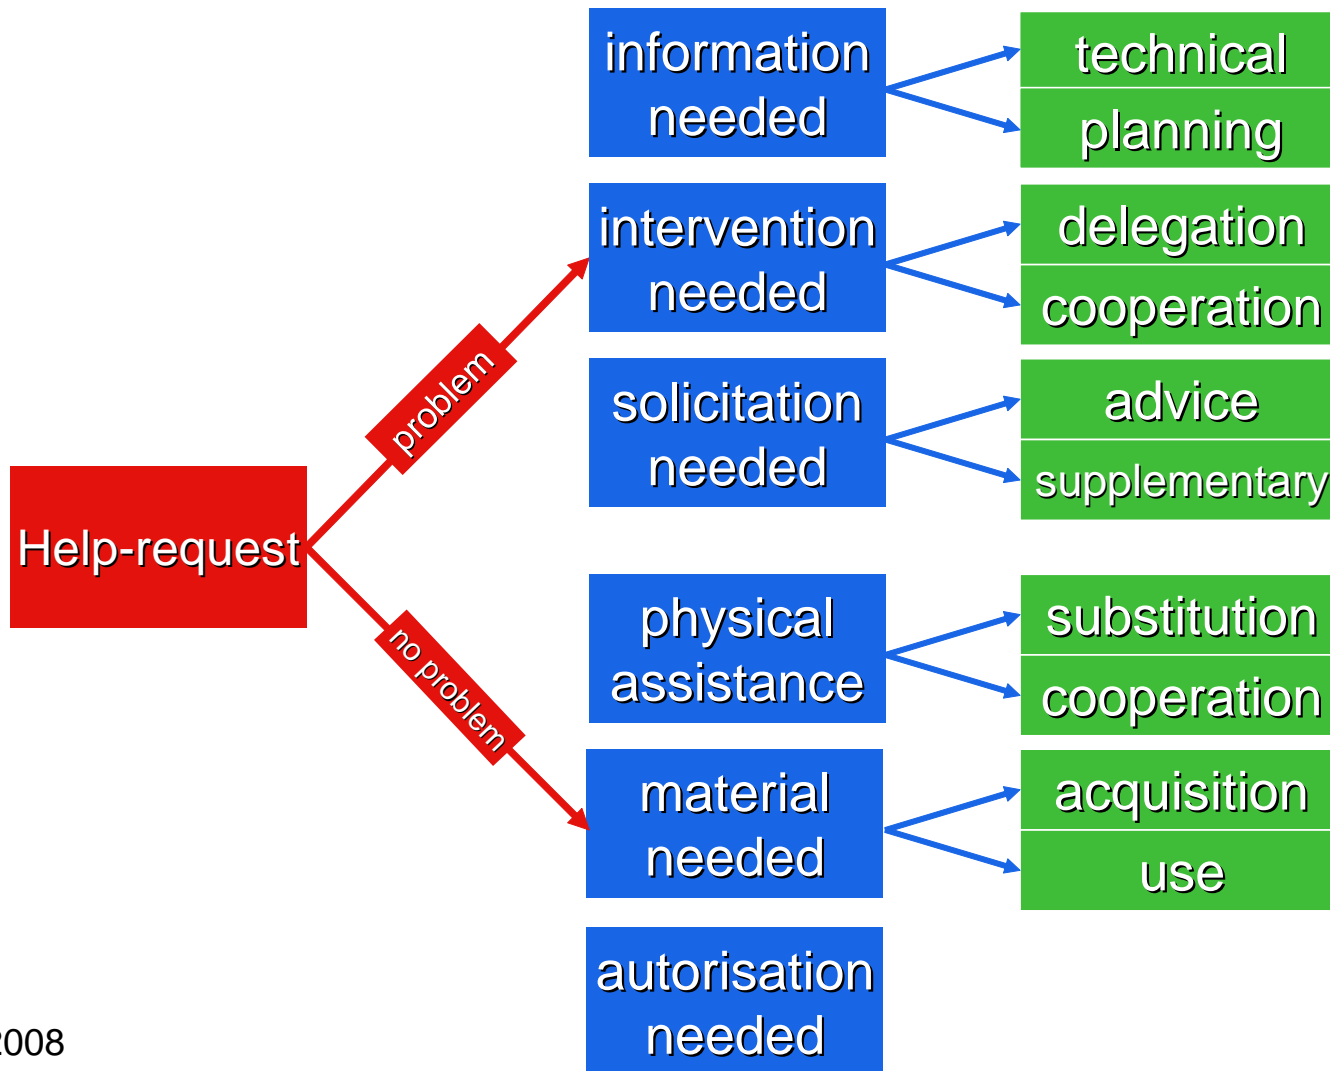 information
needed
technical
planning
intervention
needed
delegation
cooperation
problem
solicitation
needed
advice
supplementary
Help-request
no problem
physical
assistance
substitution
cooperation
material
needed
acquisition
use
autorisation
needed
2008